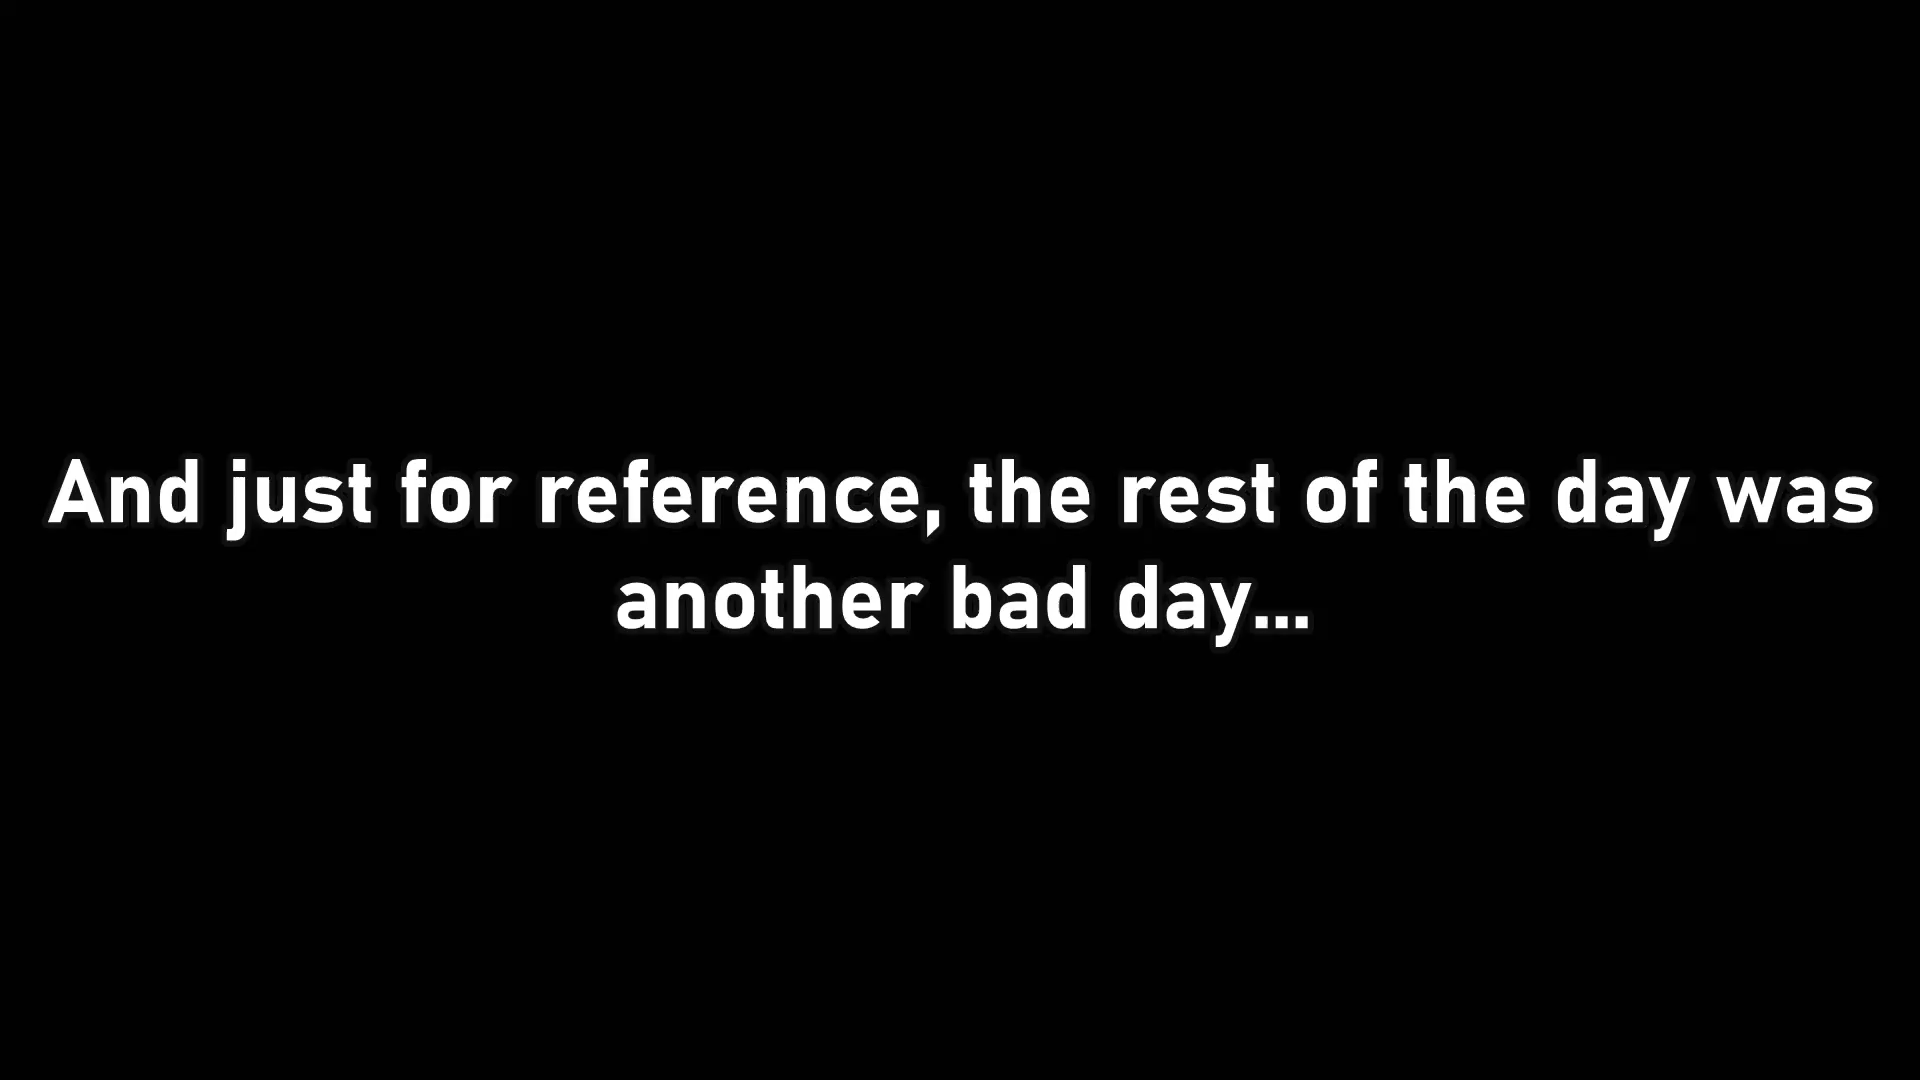 And just for reference, the rest of the day was
another bad day...